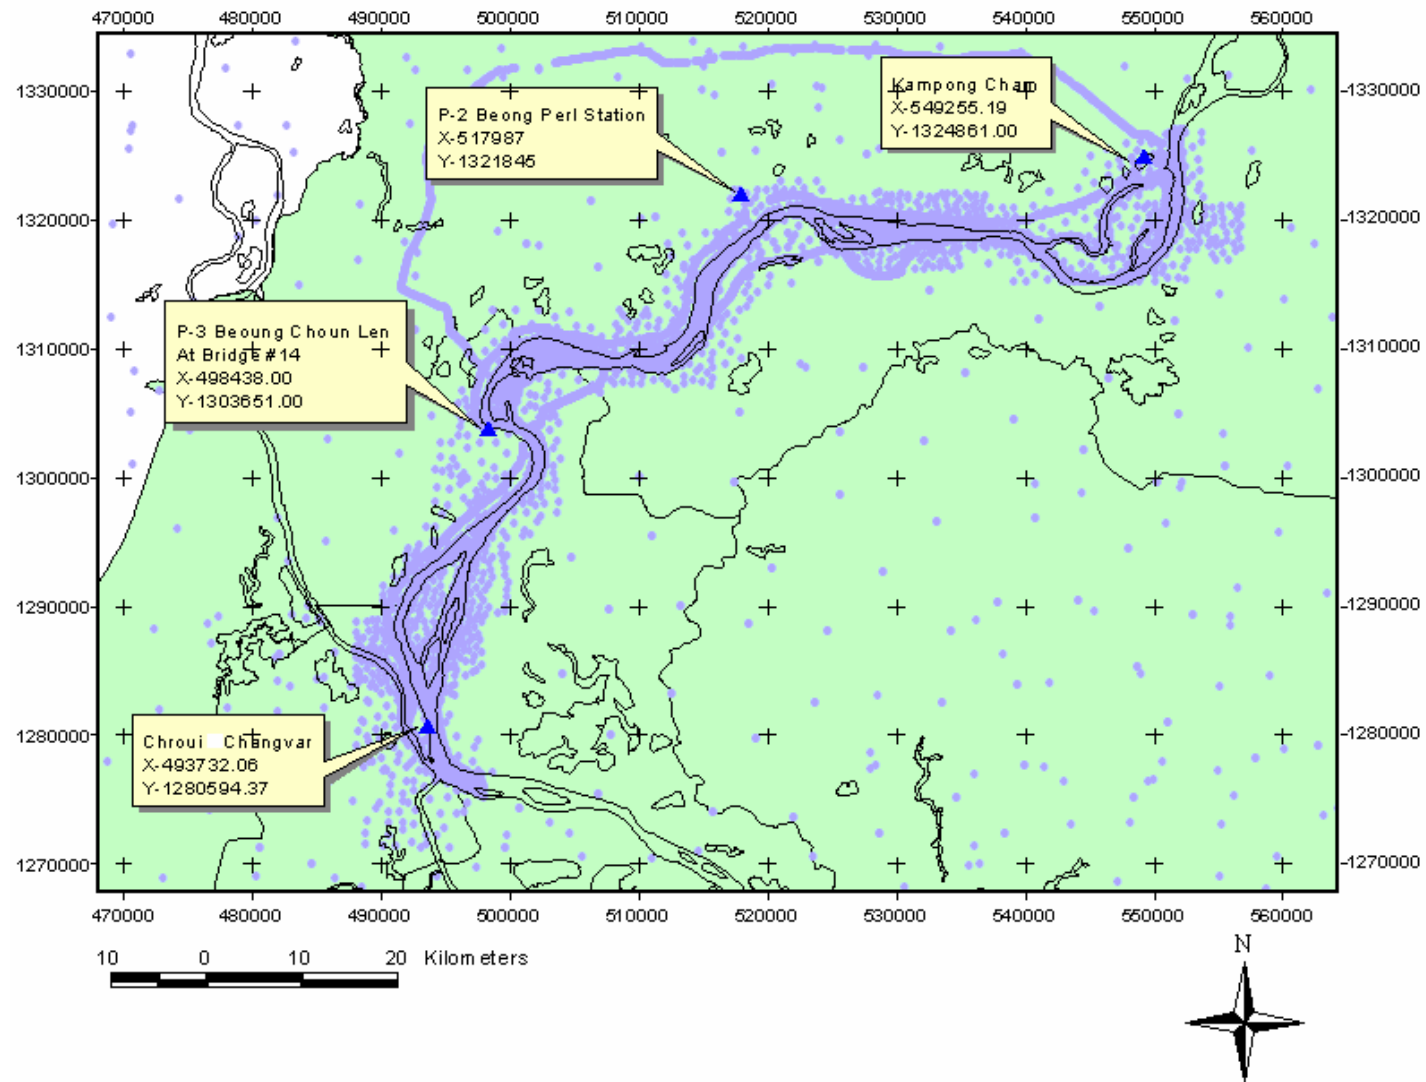 470000 480000 490000 500000 510000 520000 530000 540000 550000 560000
1330000 1330000
1320000 1320000
1310000 1310000
1300000 1300000
1290000 1290000
1280000 1280000
1270000 1270000
Kampong Cham
X-549255.19
Y-1324861.00
P-2 Beong Perl Station
X-517987
Y-1321845
P-3 Beoung Choun Len
At Bridge #14
X-498438.00
Y-1303651.00
Chroui Changvar
X-493732.06
Y-1280594.37
470000 480000 490000 500000 510000 520000 530000 540000 550000 560000
10 0 10 20 Kilometers
N